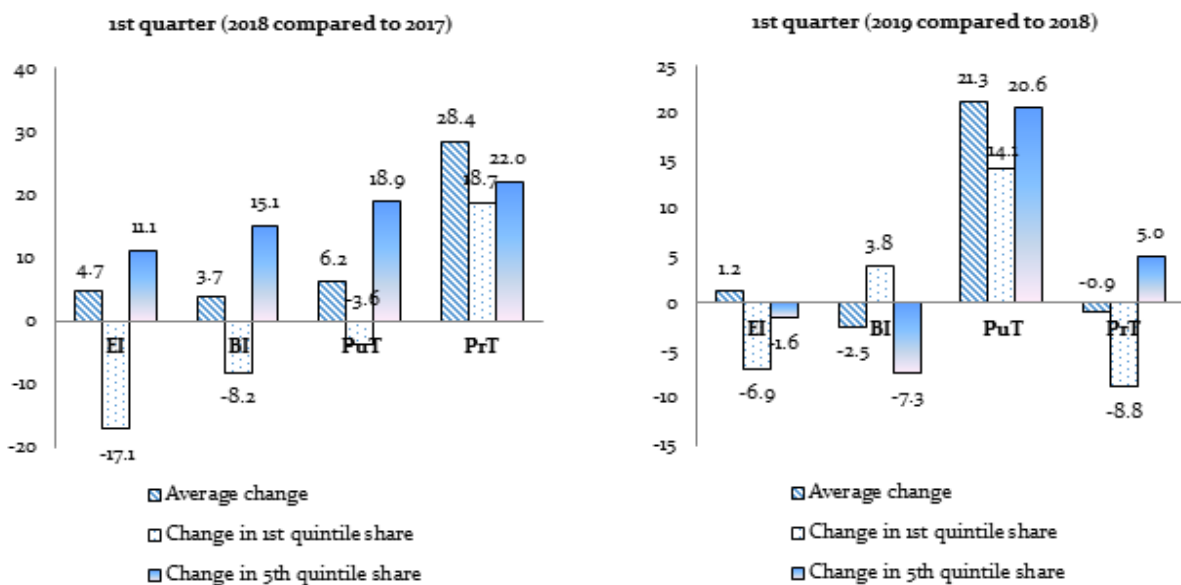 1st quarter (2018 compared to 2017)
40
30
20
10
0
-10
-20
4.7
-17.1
11.1
3.7
-8.2
15.1
6.2
-3.6
18.9
28.4
18.7
22.0
EI
BI
PuT
PrT
Average change
Change in 1st quintile share
Change in 5th quintile share
1st quarter (2019 compared to 2018)
25
20
15
10
5
0
-5
-10
-15
1.2
-6.9
-1.6
-2.5
3.8
-7.3
21.3
14.1
20.6
-0.9
-8.8
5.0
EI
BI
PuT
PrT
Average change
Change in 1st quintile share
Change in 5th quintile share